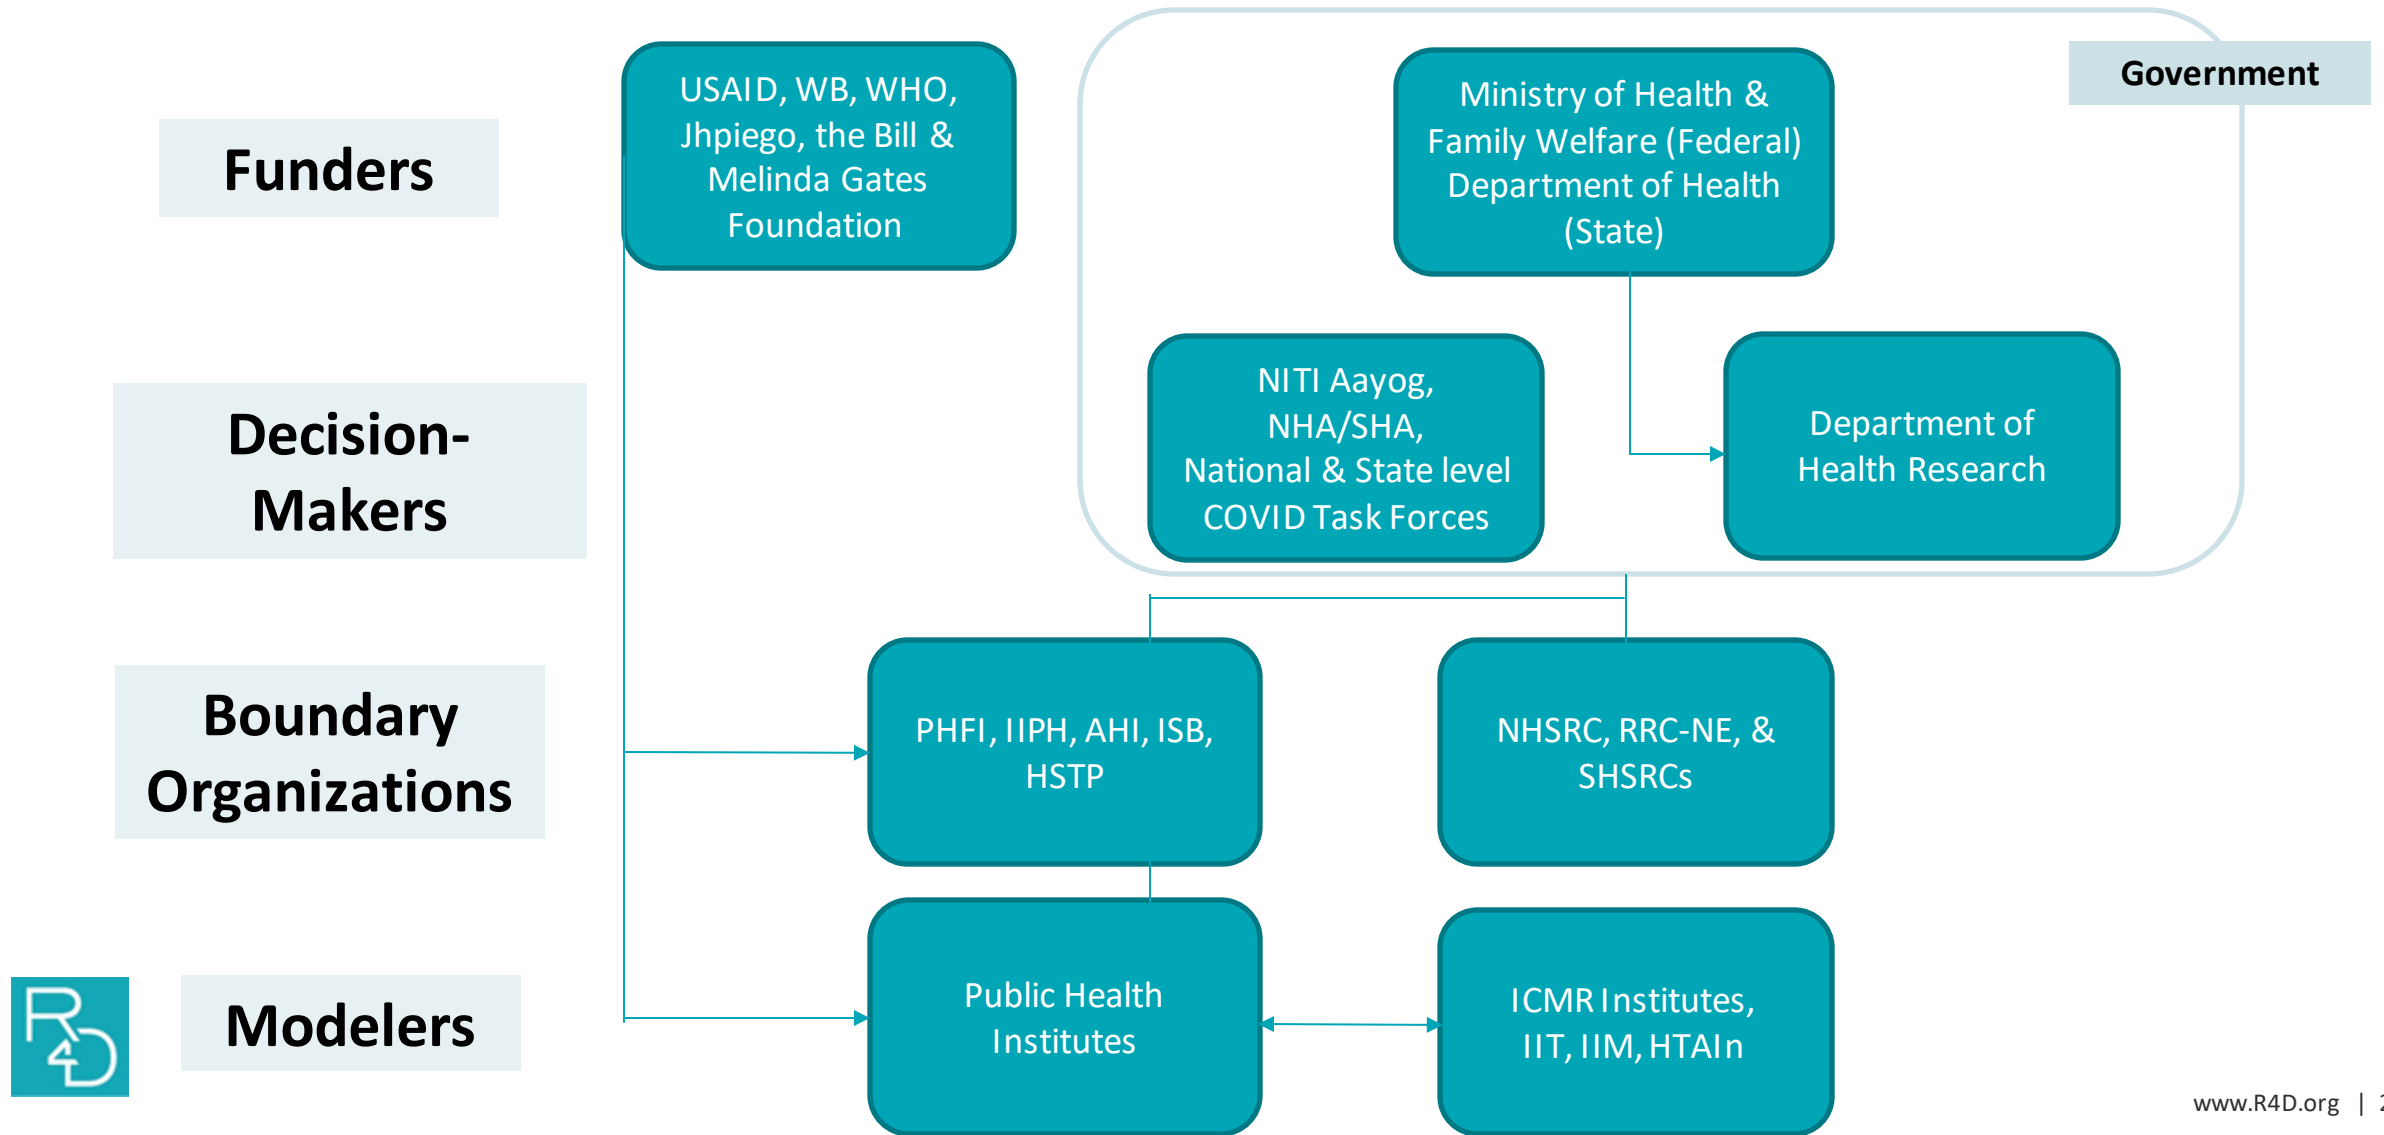 Funders
USAID, WB, WHO,
Jhpiego, the Bill &
Melinda Gates
Foundation
Ministry of Health &
Family Welfare (Federal)
Department of Health
(State)
Government
Decision-
Makers
NITI Aayog,
NHA/SHA,
National & State level
COVID Task Forces
Department of
Health Research
Boundary
Organizations
PHFI, IIPH, AHI, ISB,
HSTP
NHSRC, RRC-NE, &
SHSRCs
R4D
Modelers
Public Health
Institutes
ICMR Institutes,
IIT, IIM, HTAIn
www.R4D.org | 2